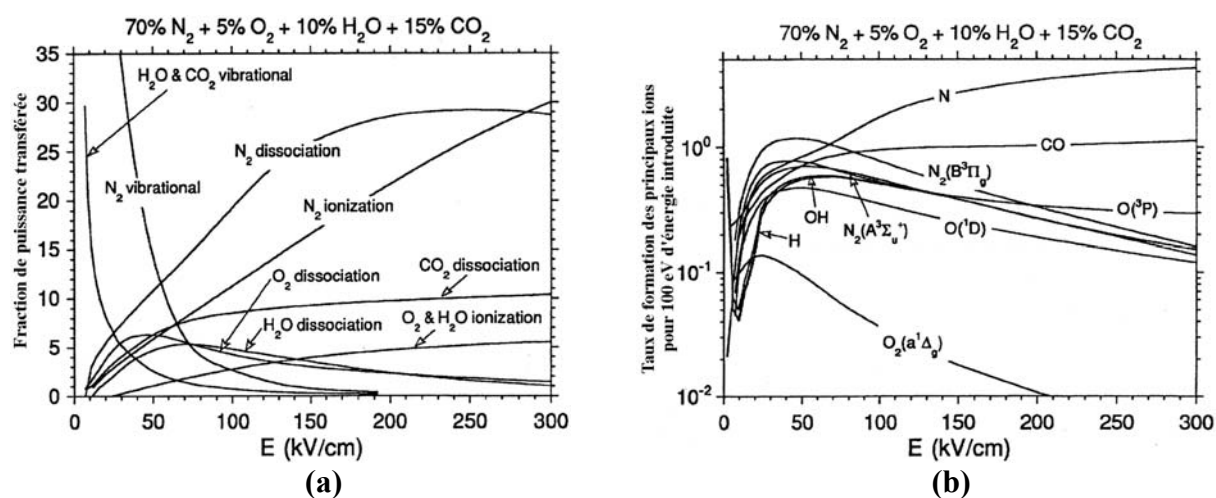 70% N₂ + 5% O₂ + 10% H₂O + 15% CO₂
Fraction de puissance transférée
35
30
25
20
15
10
5
0
H₂O & CO₂ vibrational
N₂ vibrational
N₂ dissociation
N₂ ionization
CO₂ dissociation
O₂ dissociation
H₂O dissociation
O₂ & H₂O ionization
0 50 100 150 200 250 300
E (kV/cm)
(a)
70% N₂ + 5% O₂ + 10% H₂O + 15% CO₂
Taux de formation des principaux ions
pour 100 eV d'énergie introduite
10⁰
10⁻¹
10⁻²
N
CO
N₂(B³Πg)
O(³P)
OH
N₂(A³Σᵤ⁺)
O(¹D)
H
O₂(a¹Δg)
0 50 100 150 200 250 300
E (kV/cm)
(b)